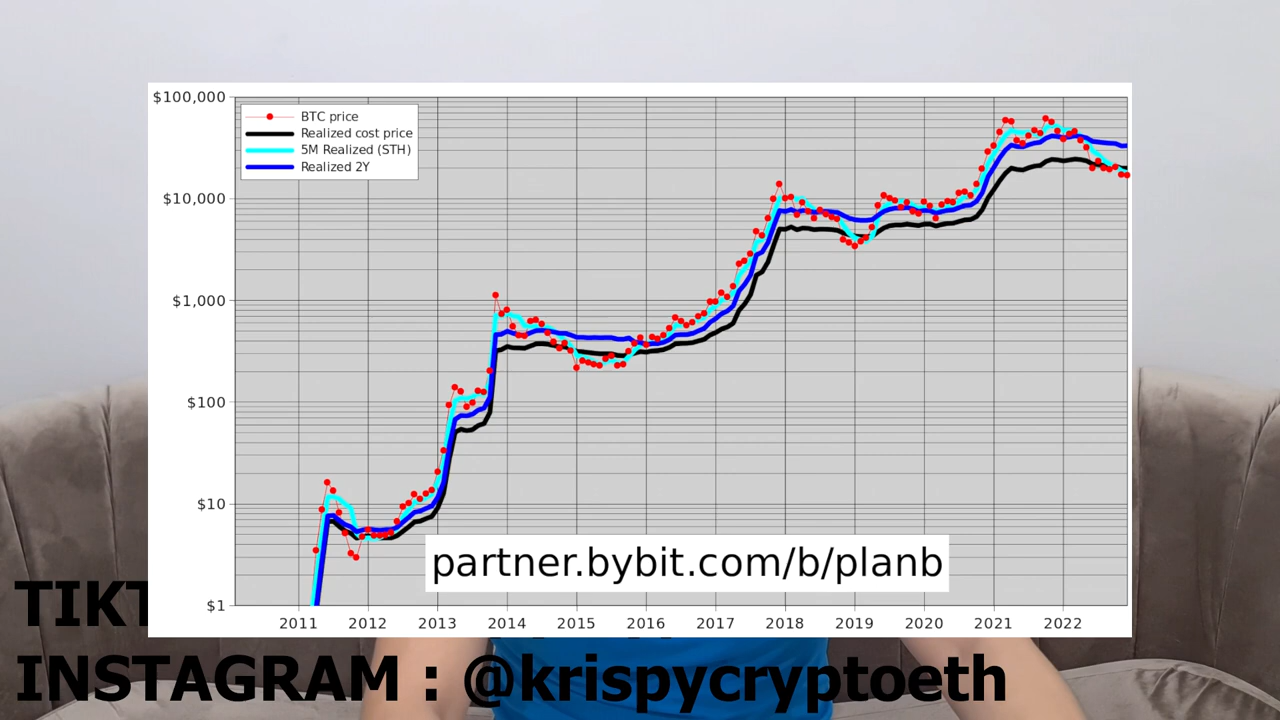 $100,000
BTC price
Realized cost price
5M Realized (STH)
Realized 2Y
$10,000
$1,000
$100
$10
$1
partner.bybit.com/b/planb
2011 2012 2013 2014 2015 2016 2017 2018 2019 2020 2021 2022
INSTAGRAM : @krispycryptoeth